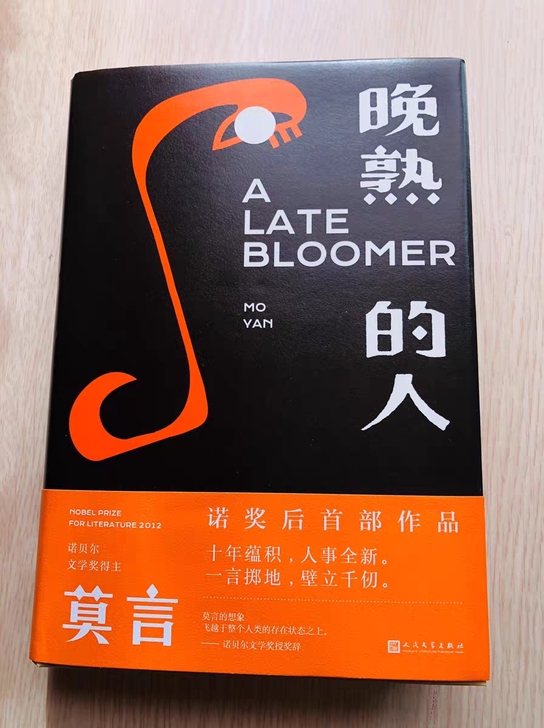 晚熟
的人
A
LATE
BLOOMER
MO
YAN
NOBEL PRIZE
FOR LITERATURE 2012
诺贝尔
文学奖得主
莫言
诺奖后首部作品
十年蕴积，人事全新。
一言掷地，壁立千仞。
莫言的想象
飞越于整个人类的存在状态之上。
——诺贝尔文学奖授奖辞
人民文学出版社